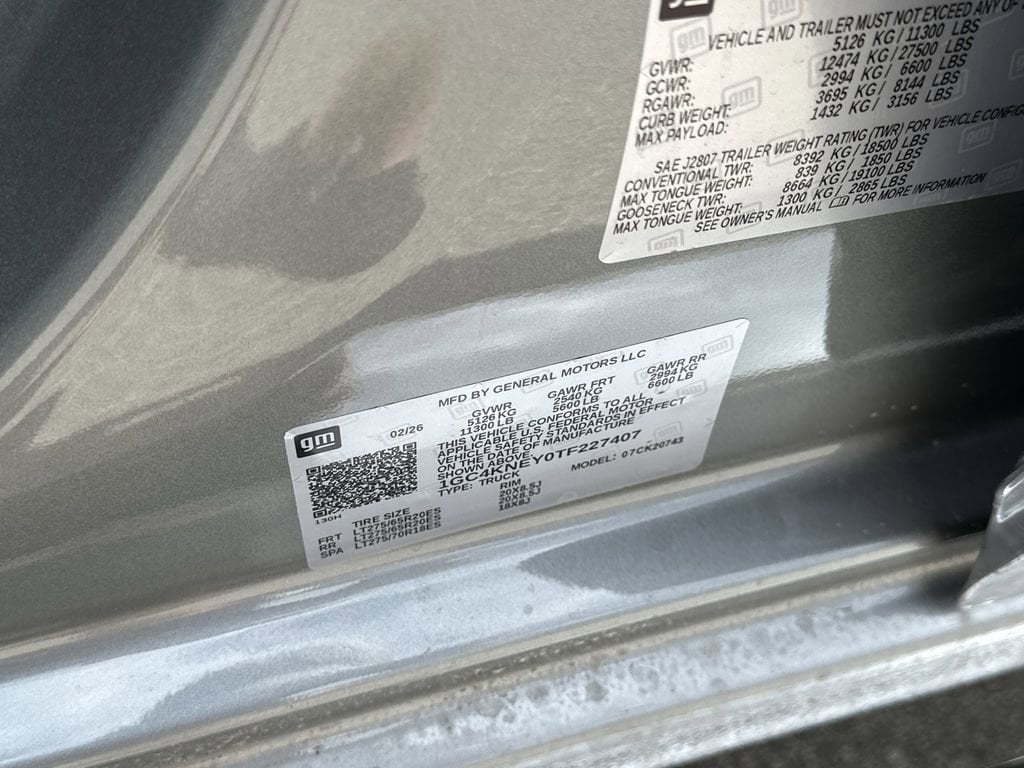 gm
VEHICLE AND TRAILER MUST NOT EXCEED ANY OF
GVWR: 5126 KG / 11300 LBS
GCWR: 12474 KG / 27500 LBS
RGAWR: 2994 KG / 6600 LBS
CURB WEIGHT: 3695 KG / 8144 LBS
MAX PAYLOAD: 1432 KG / 3156 LBS
SAE J2807 TRAILER WEIGHT RATING (TWR) FOR VEHICLE CONFIG
CONVENTIONAL TWR: 8392 KG / 18500 LBS
MAX TONGUE WEIGHT: 839 KG / 1850 LBS
GOOSENECK TWR: 8664 KG / 19100 LBS
MAX TONGUE WEIGHT: 1300 KG / 2865 LBS
SEE OWNER'S MANUAL FOR MORE INFORMATION
gm
02/26
MFD BY GENERAL MOTORS LLC
GVWR GAWR FRT GAWR RR
5126 KG 2540 KG 2994 KG
11300 LB 5600 LB 6600 LB
THIS VEHICLE CONFORMS TO ALL
APPLICABLE U.S. FEDERAL MOTOR
VEHICLE SAFETY STANDARDS IN EFFECT
ON THE DATE OF MANUFACTURE
SHOWN ABOVE.
1GC4KNEY0TF227407
TYPE: TRUCK MODEL: 07CK20743
130H
TIRE SIZE RIM
FRT LT275/65R20ES 20X8.5J
RR LT275/65R20ES 20X8.5J
SPA LT275/70R18ES 18X8J